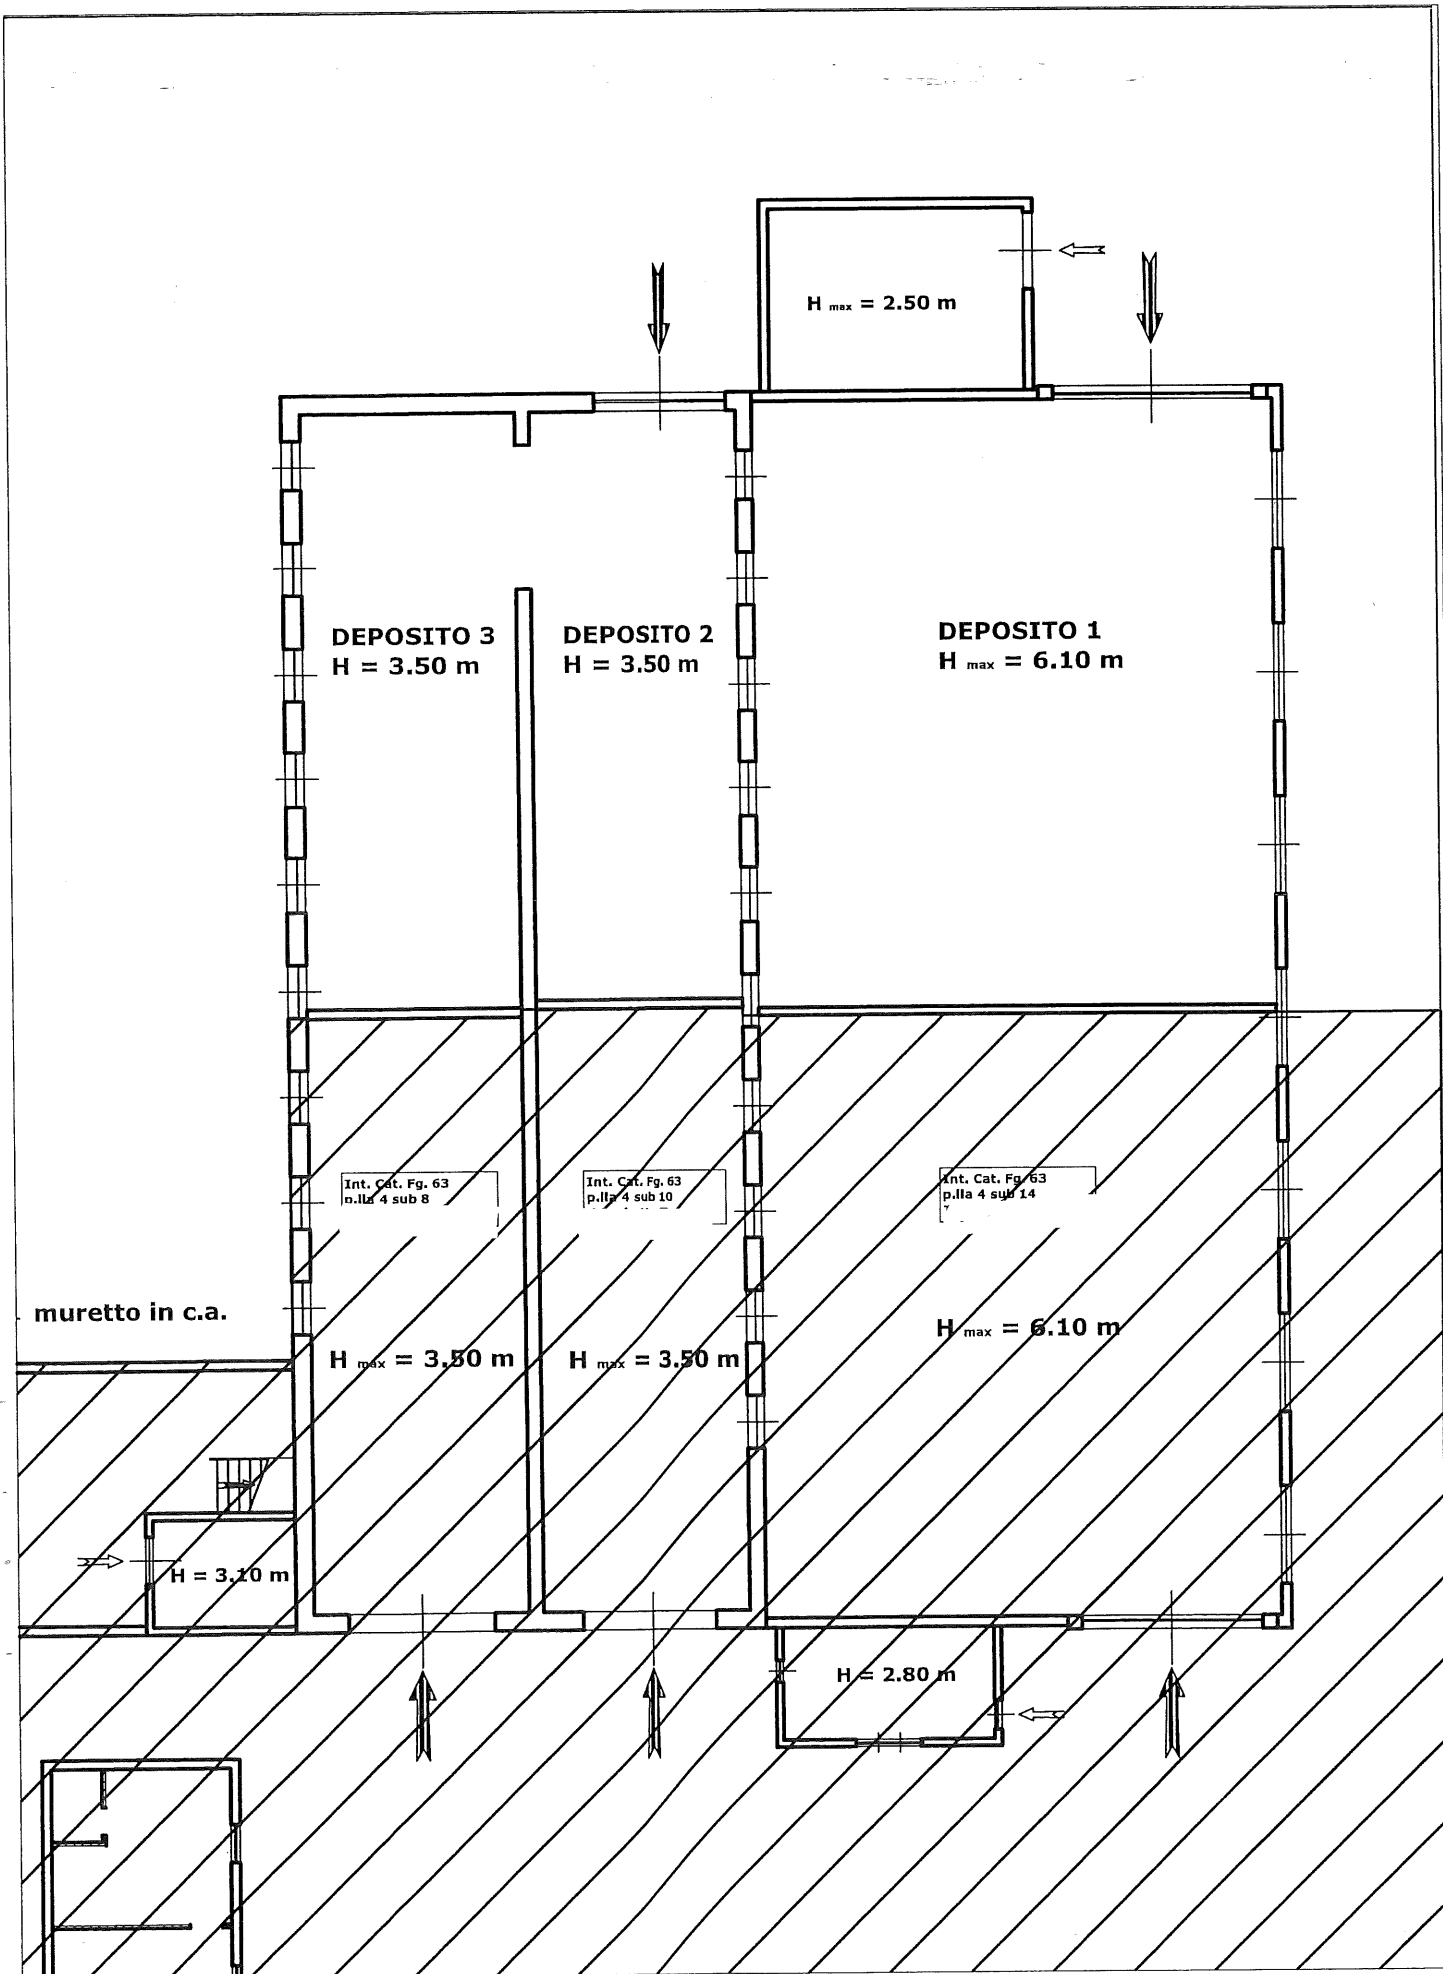 H max = 2.50 m
DEPOSITO 3
H = 3.50 m
DEPOSITO 2
H = 3.50 m
DEPOSITO 1
H max = 6.10 m
Int. Cat. Fg. 63
p.lla 4 sub 8
Int. Cat. Fg. 63
p.lla 4 sub 10
Int. Cat. Fg. 63
p.lla 4 sub 14
muretto in c.a.
H max = 3.50 m
H max = 3.50 m
H max = 6.10 m
H = 3.10 m
H = 2.80 m